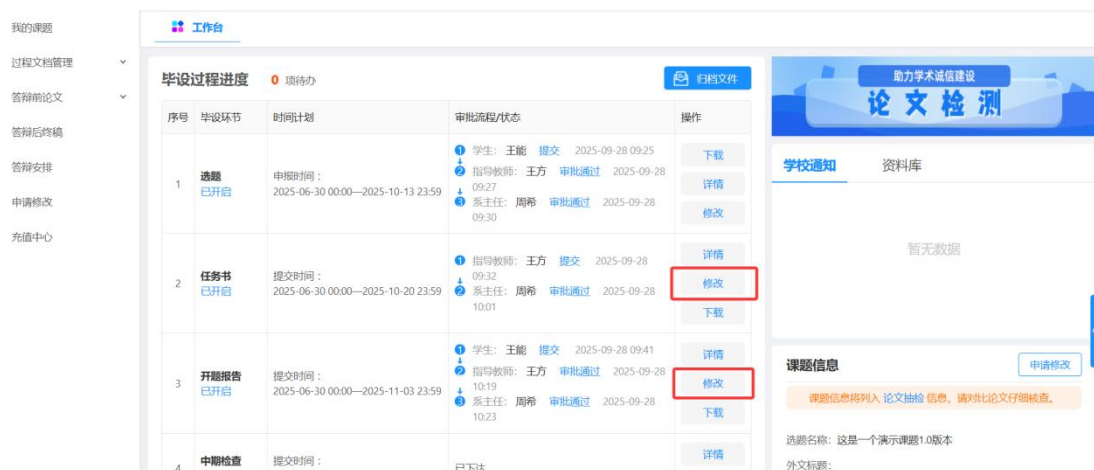 我的课题
过程文档管理
答辩前论文
答辩后终稿
答辩安排
申请修改
充值中心
工作台
毕设过程进度 0 项待办
归档文件
序号 毕设环节 时间计划 审批流程/状态 操作
1 选题 已开启
申报时间：
2025-06-30 00:00—2025-10-13 23:59
1 学生：王能 提交 2025-09-28 09:25
2 指导教师：王方 审批通过 2025-09-28
09:27
3 系主任：周希 审批通过 2025-09-28
09:30
下载
详情
修改
2 任务书 已开启
提交时间：
2025-06-30 00:00—2025-10-20 23:59
1 指导教师：王方 提交 2025-09-28
09:32
2 系主任：周希 审批通过 2025-09-28
10:01
详情
修改
下载
3 开题报告 已开启
提交时间：
2025-06-30 00:00—2025-11-03 23:59
1 学生：王能 提交 2025-09-28 09:41
2 指导教师：王方 审批通过 2025-09-28
10:19
3 系主任：周希 审批通过 2025-09-28
10:23
详情
修改
下载
4 中期检查
提交时间：
已下达
详情
助力学术诚信建设
论文检测
学校通知 资料库
暂无数据
课题信息
申请修改
课题信息将列入 论文抽检 信息，请对比论文仔细核查。
选题名称：这是一个演示课题1.0版本
外文标题：